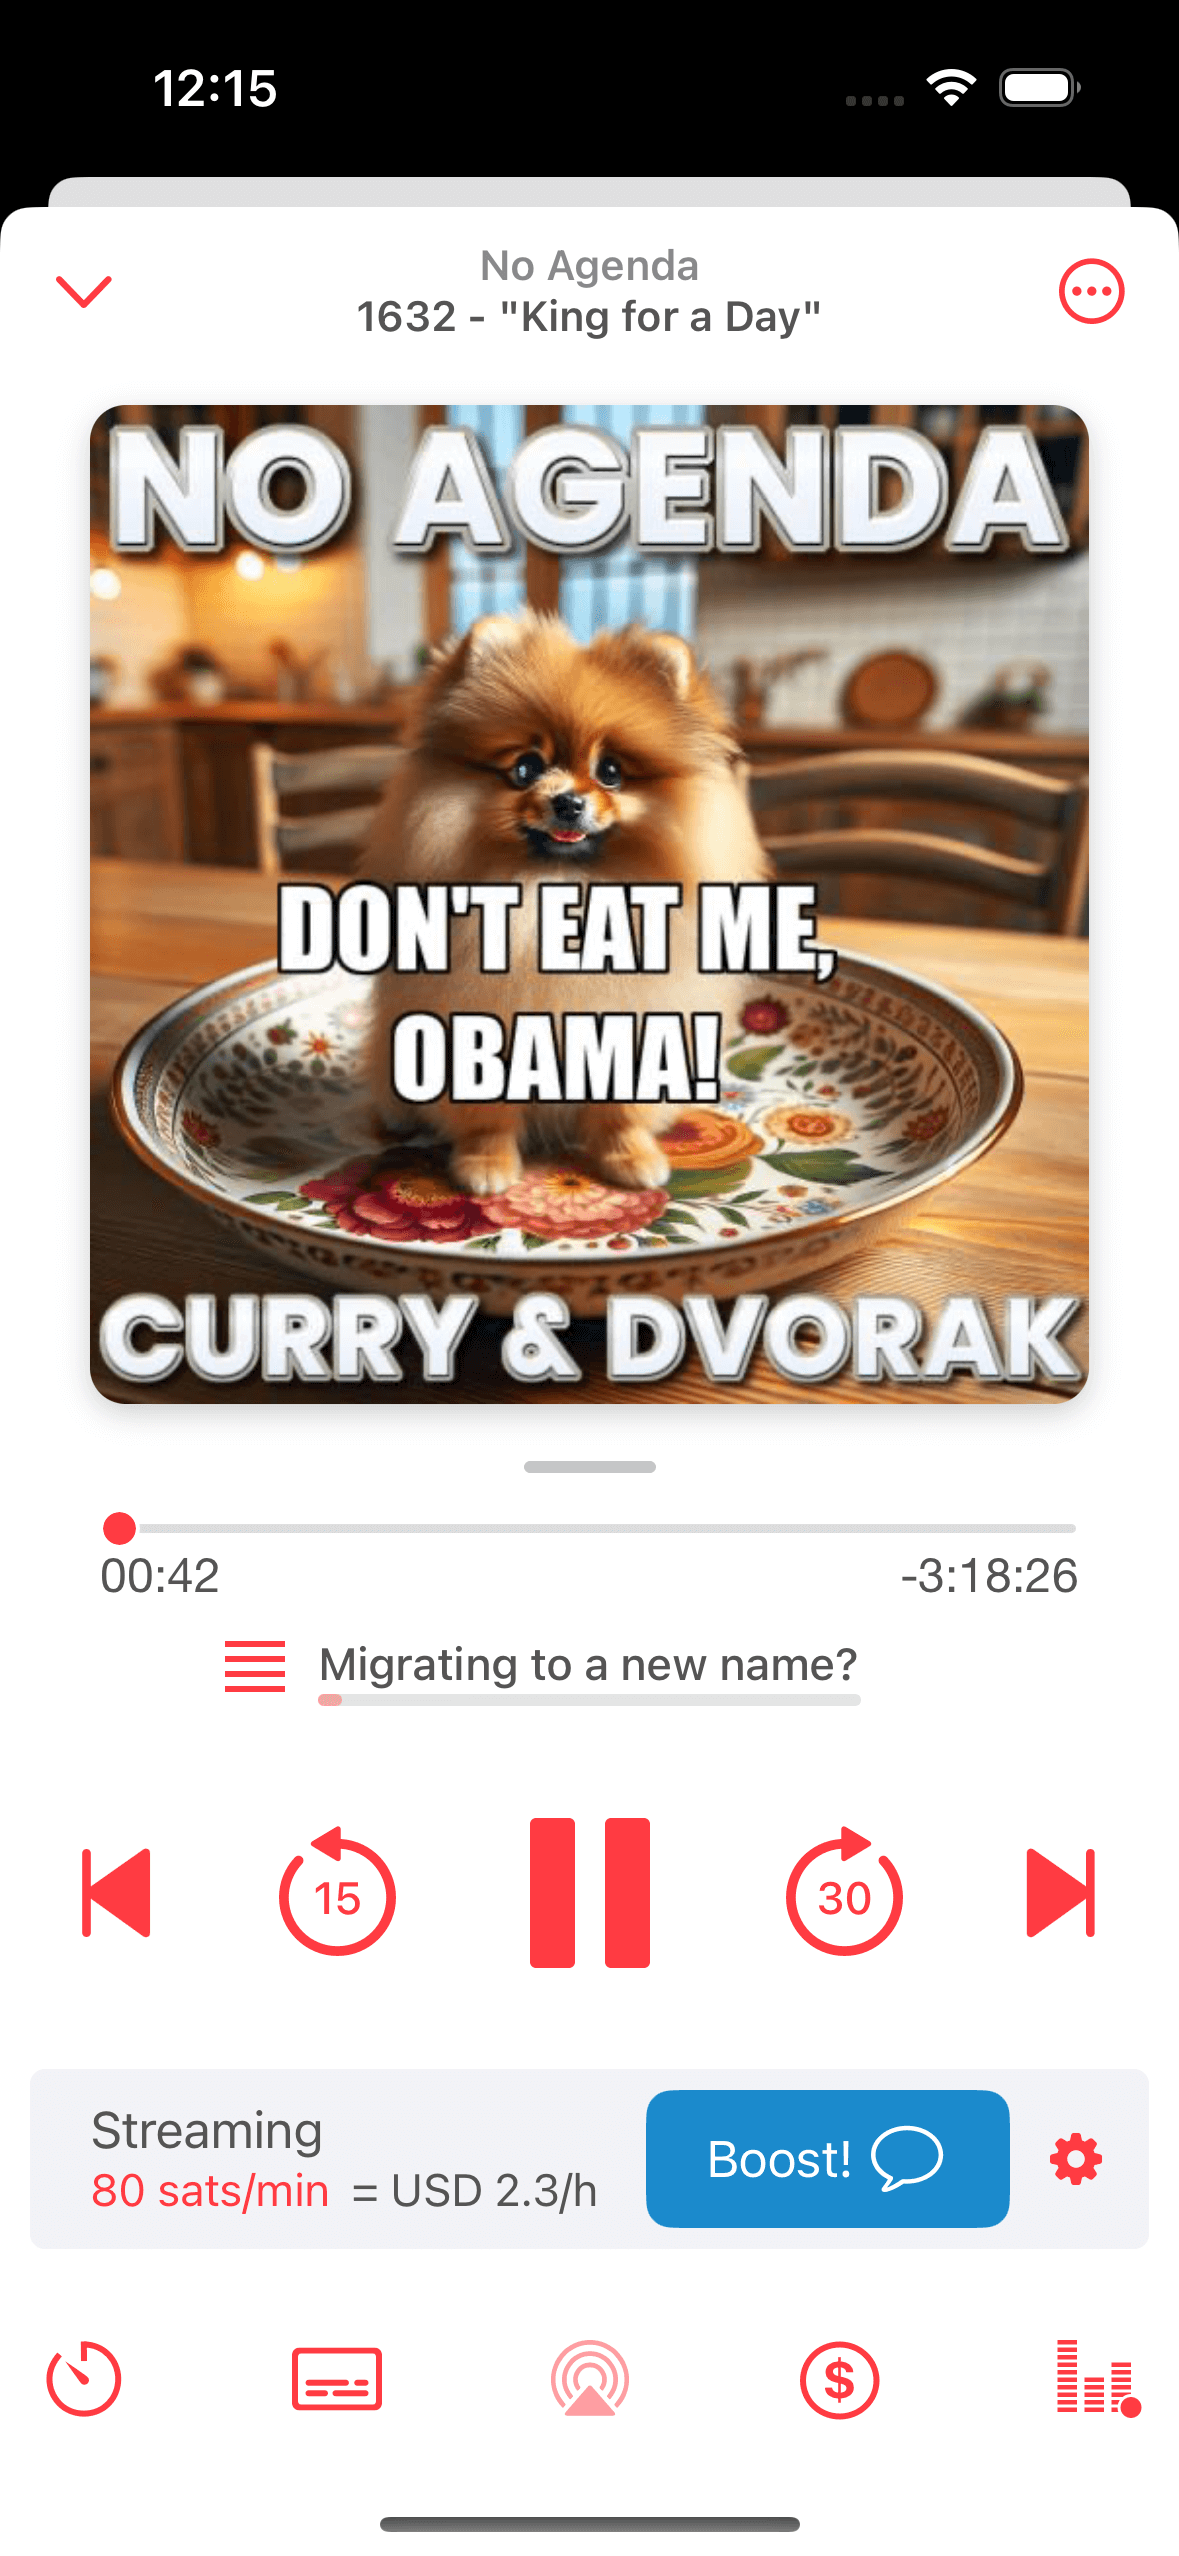 12:15
No Agenda
1632 - "King for a Day"
NO AGENDA
DON'T EAT ME,
OBAMA!
CURRY & DVORAK
00:42
-3:18:26
Migrating to a new name?
15
30
Streaming
80 sats/min = USD 2.3/h
Boost!
$